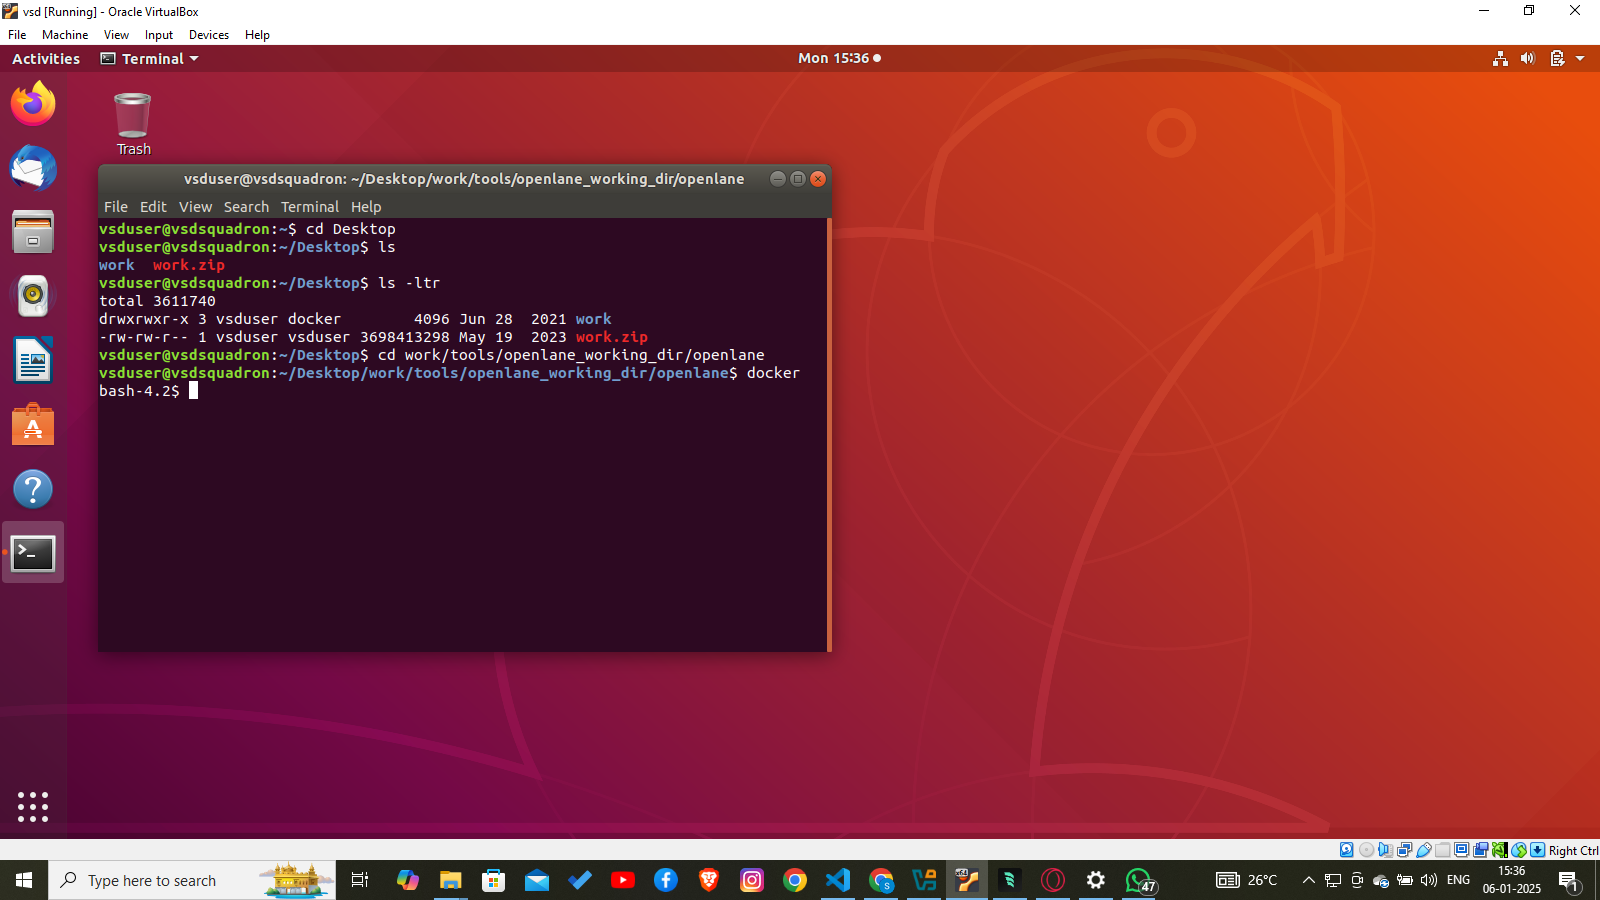 vsd [Running] - Oracle VirtualBox
File Machine View Input Devices Help
Activities Terminal Mon 15:36
Trash
vsduser@vsdsquadron: ~/Desktop/work/tools/openlane_working_dir/openlane
File Edit View Search Terminal Help
vsduser@vsdsquadron:~$ cd Desktop
vsduser@vsdsquadron:~/Desktop$ ls
work  work.zip
vsduser@vsdsquadron:~/Desktop$ ls -ltr
total 3611740
drwxrwxr-x 3 vsduser docker        4096 Jun 28  2021 work
-rw-rw-r-- 1 vsduser vsduser 3698413298 May 19  2023 work.zip
vsduser@vsdsquadron:~/Desktop$ cd work/tools/openlane_working_dir/openlane
vsduser@vsdsquadron:~/Desktop/work/tools/openlane_working_dir/openlane$ docker
bash-4.2$
Right Ctrl
Type here to search
x64
S
47
26°C
ENG
15:36
06-01-2025
1